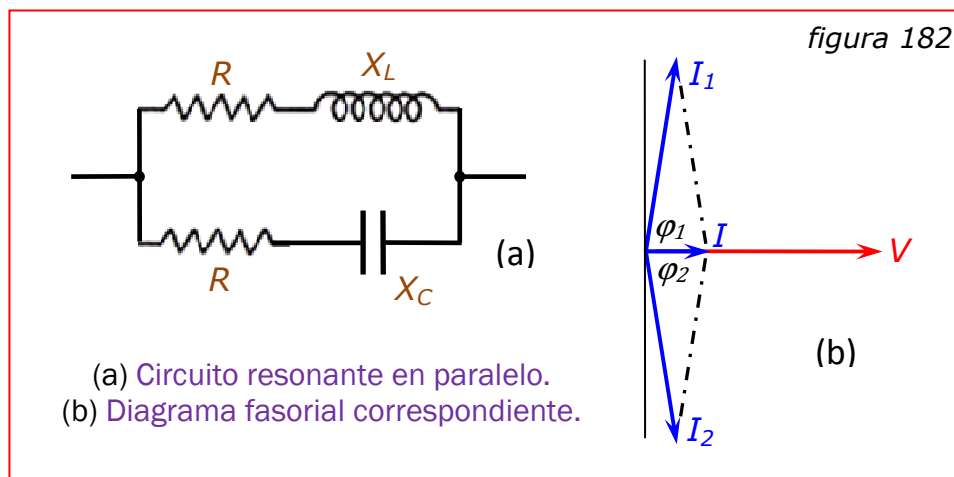 figura 182
R
X_L
R
X_C
(a)
I_1
φ_1
I
φ_2
V
I_2
(b)
(a) Circuito resonante en paralelo.
(b) Diagrama fasorial correspondiente.